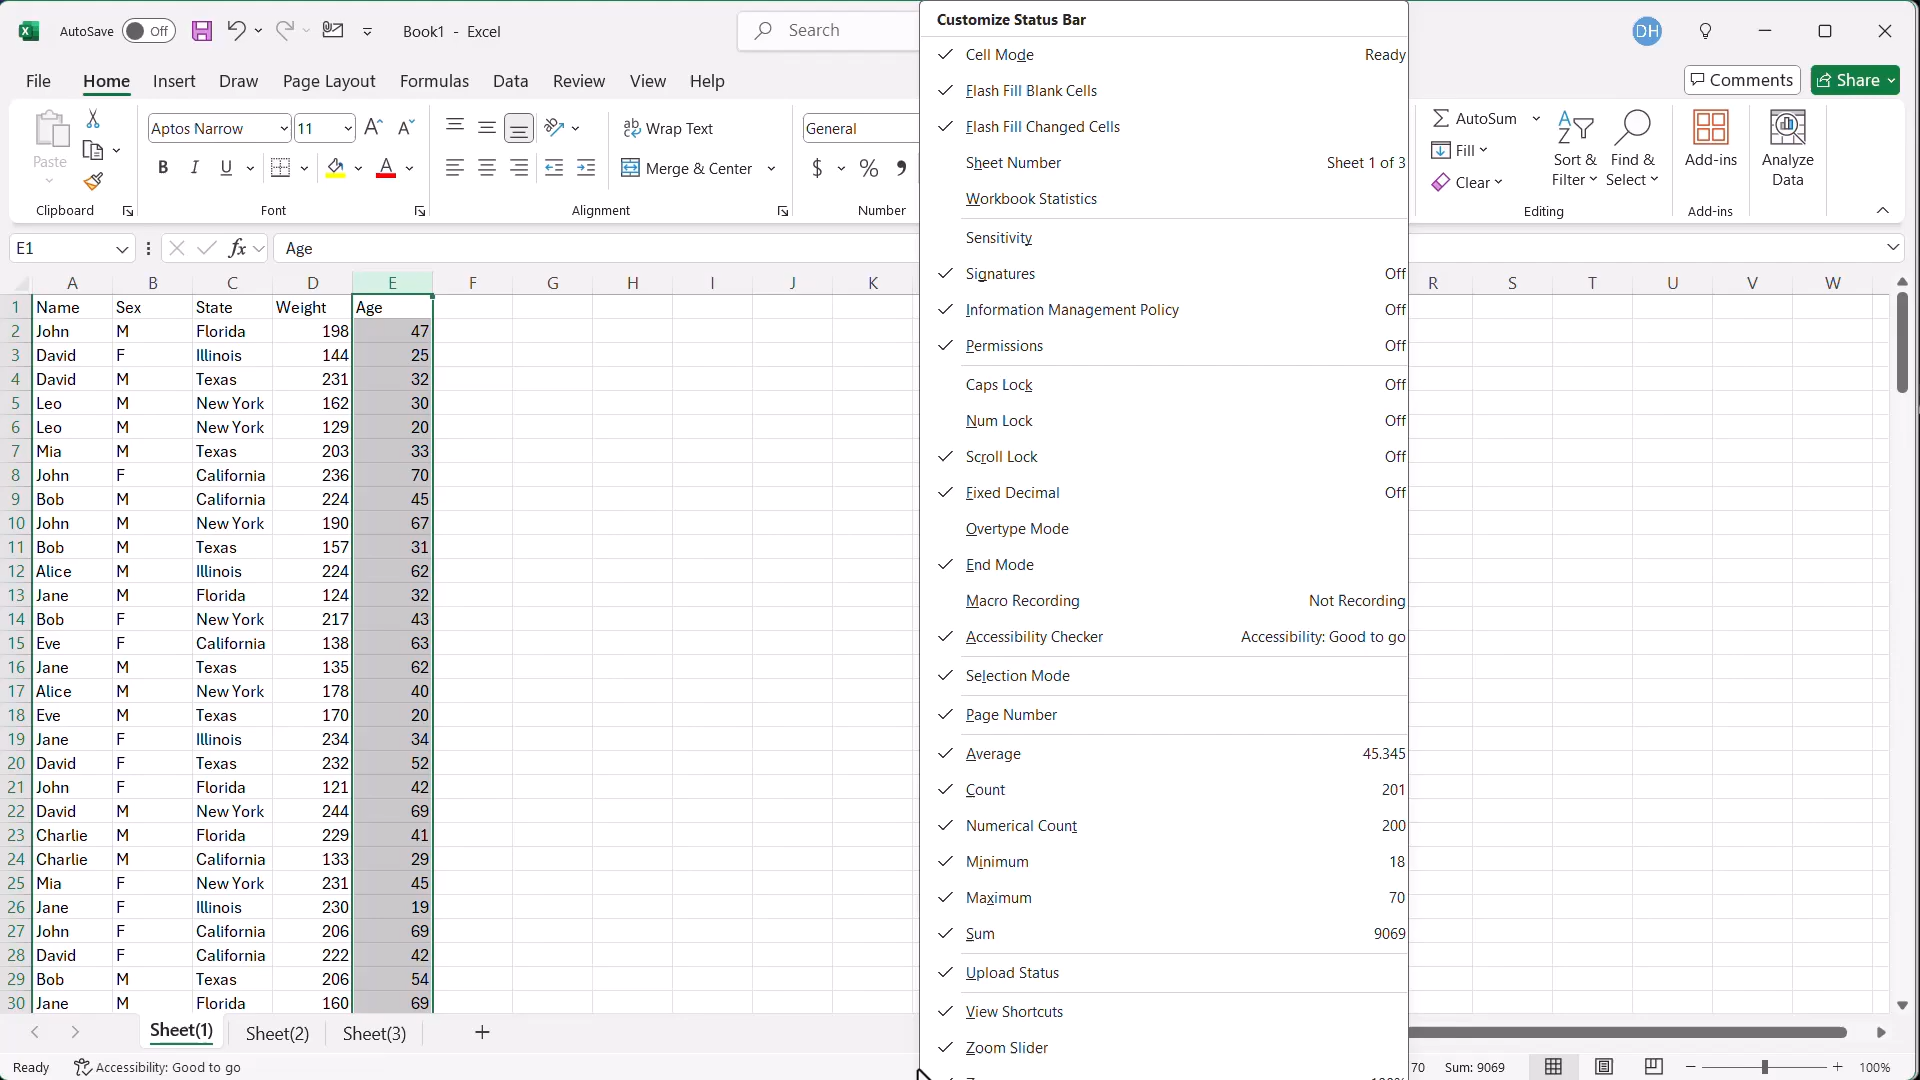 AutoSave Off Book1 - Excel Search DH
File Home Insert Draw Page Layout Formulas Data Review View Help Comments Share
Paste Clipboard
Aptos Narrow 11
B I U A
Font
Wrap Text
Merge & Center
Alignment
General
$ % ,
Number
AutoSum
Fill
Clear
Sort & Filter
Find & Select
Editing
Add-ins
Add-ins
Analyze Data
E1 fx Age
A B C D E F G H I J K R S T U V W
1 Name Sex State Weight Age
2 John M Florida 198 47
3 David F Illinois 144 25
4 David M Texas 231 32
5 Leo M New York 162 30
6 Leo M New York 129 20
7 Mia M Texas 203 33
8 John F California 236 70
9 Bob M California 224 45
10 John M New York 190 67
11 Bob M Texas 157 31
12 Alice M Illinois 224 62
13 Jane M Florida 124 32
14 Bob F New York 217 43
15 Eve F California 138 63
16 Jane M Texas 135 62
17 Alice M New York 178 40
18 Eve M Texas 170 20
19 Jane F Illinois 234 34
20 David F Texas 232 52
21 John F Florida 121 42
22 David M New York 244 69
23 Charlie M Florida 229 41
24 Charlie M California 133 29
25 Mia F New York 231 45
26 Jane F Illinois 230 19
27 John F California 206 69
28 David F California 222 42
29 Bob M Texas 206 54
30 Jane M Florida 160 69
Sheet(1) Sheet(2) Sheet(3) +
Ready Accessibility: Good to go 70 Sum: 9069 − + 100%
Customize Status Bar
Cell Mode Ready
Flash Fill Blank Cells
Flash Fill Changed Cells
Sheet Number Sheet 1 of 3
Workbook Statistics
Sensitivity
Signatures Off
Information Management Policy Off
Permissions Off
Caps Lock Off
Num Lock Off
Scroll Lock Off
Fixed Decimal Off
Overtype Mode
End Mode
Macro Recording Not Recording
Accessibility Checker Accessibility: Good to go
Selection Mode
Page Number
Average 45.345
Count 201
Numerical Count 200
Minimum 18
Maximum 70
Sum 9069
Upload Status
View Shortcuts
Zoom Slider